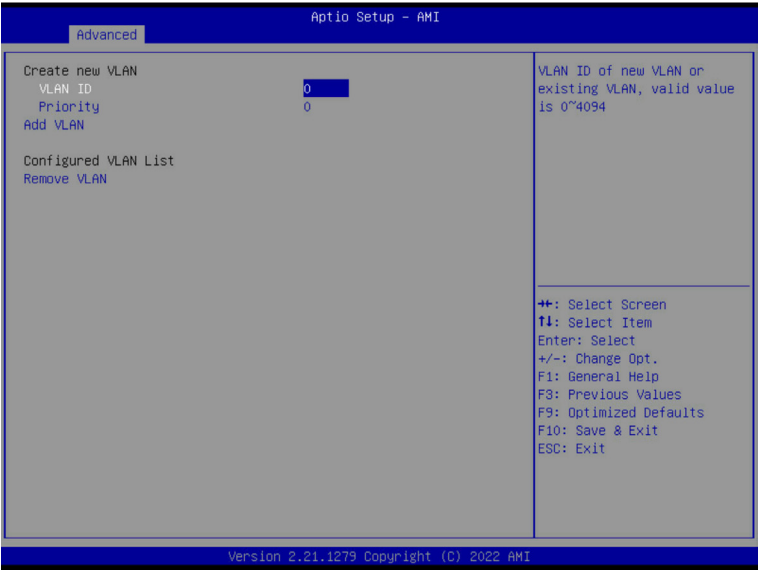 Aptio Setup – AMI
Advanced
Create new VLAN
VLAN ID 0
Priority 0
Add VLAN
Configured VLAN List
Remove VLAN
VLAN ID of new VLAN or
existing VLAN, valid value
is 0~4094
→←: Select Screen
↑↓: Select Item
Enter: Select
+/-: Change Opt.
F1: General Help
F3: Previous Values
F9: Optimized Defaults
F10: Save & Exit
ESC: Exit
Version 2.21.1279 Copyright (C) 2022 AMI